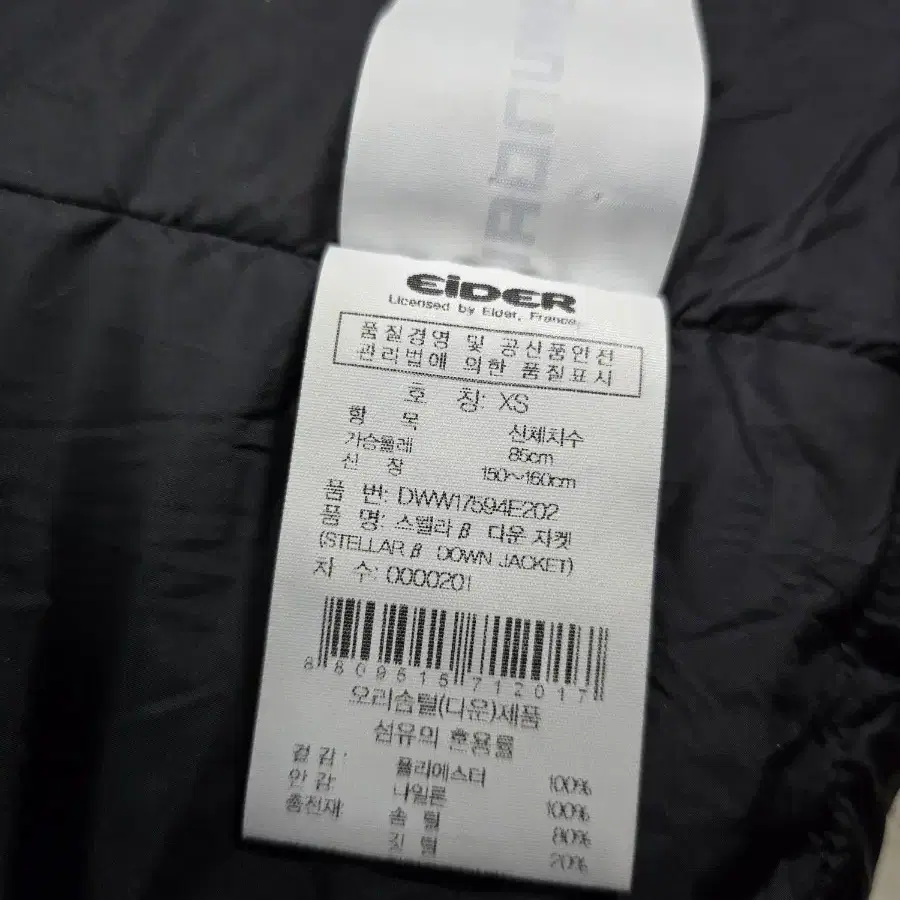 EiDER
Licensed by Eider, France
품질경영 및 공산품안전
관리법에 의한 품질표시
호 칭: XS
항 목 신체치수
가슴둘레 85cm
신 장 150~160cm
품 번: DWW17594E202
품 명: 스텔라 β 다운 자켓
(STELLAR β DOWN JACKET)
차 수: 0000201
8 809515 712017
오리솜털(다운)제품
섬유의 혼용률
겉 감 : 폴리에스터 100%
안 감 : 나일론 100%
충전재: 솜 털 80%
깃 털 20%